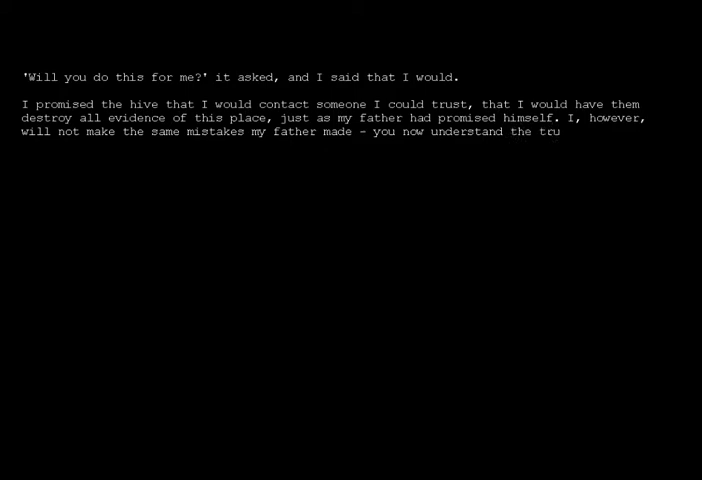 'Will you do this for me?' it asked, and I said that I would.
I promised the hive that I would contact someone I could trust, that I would have them
destroy all evidence of this place, just as my father had promised himself. I, however,
will not make the same mistakes my father made - you now understand the tru